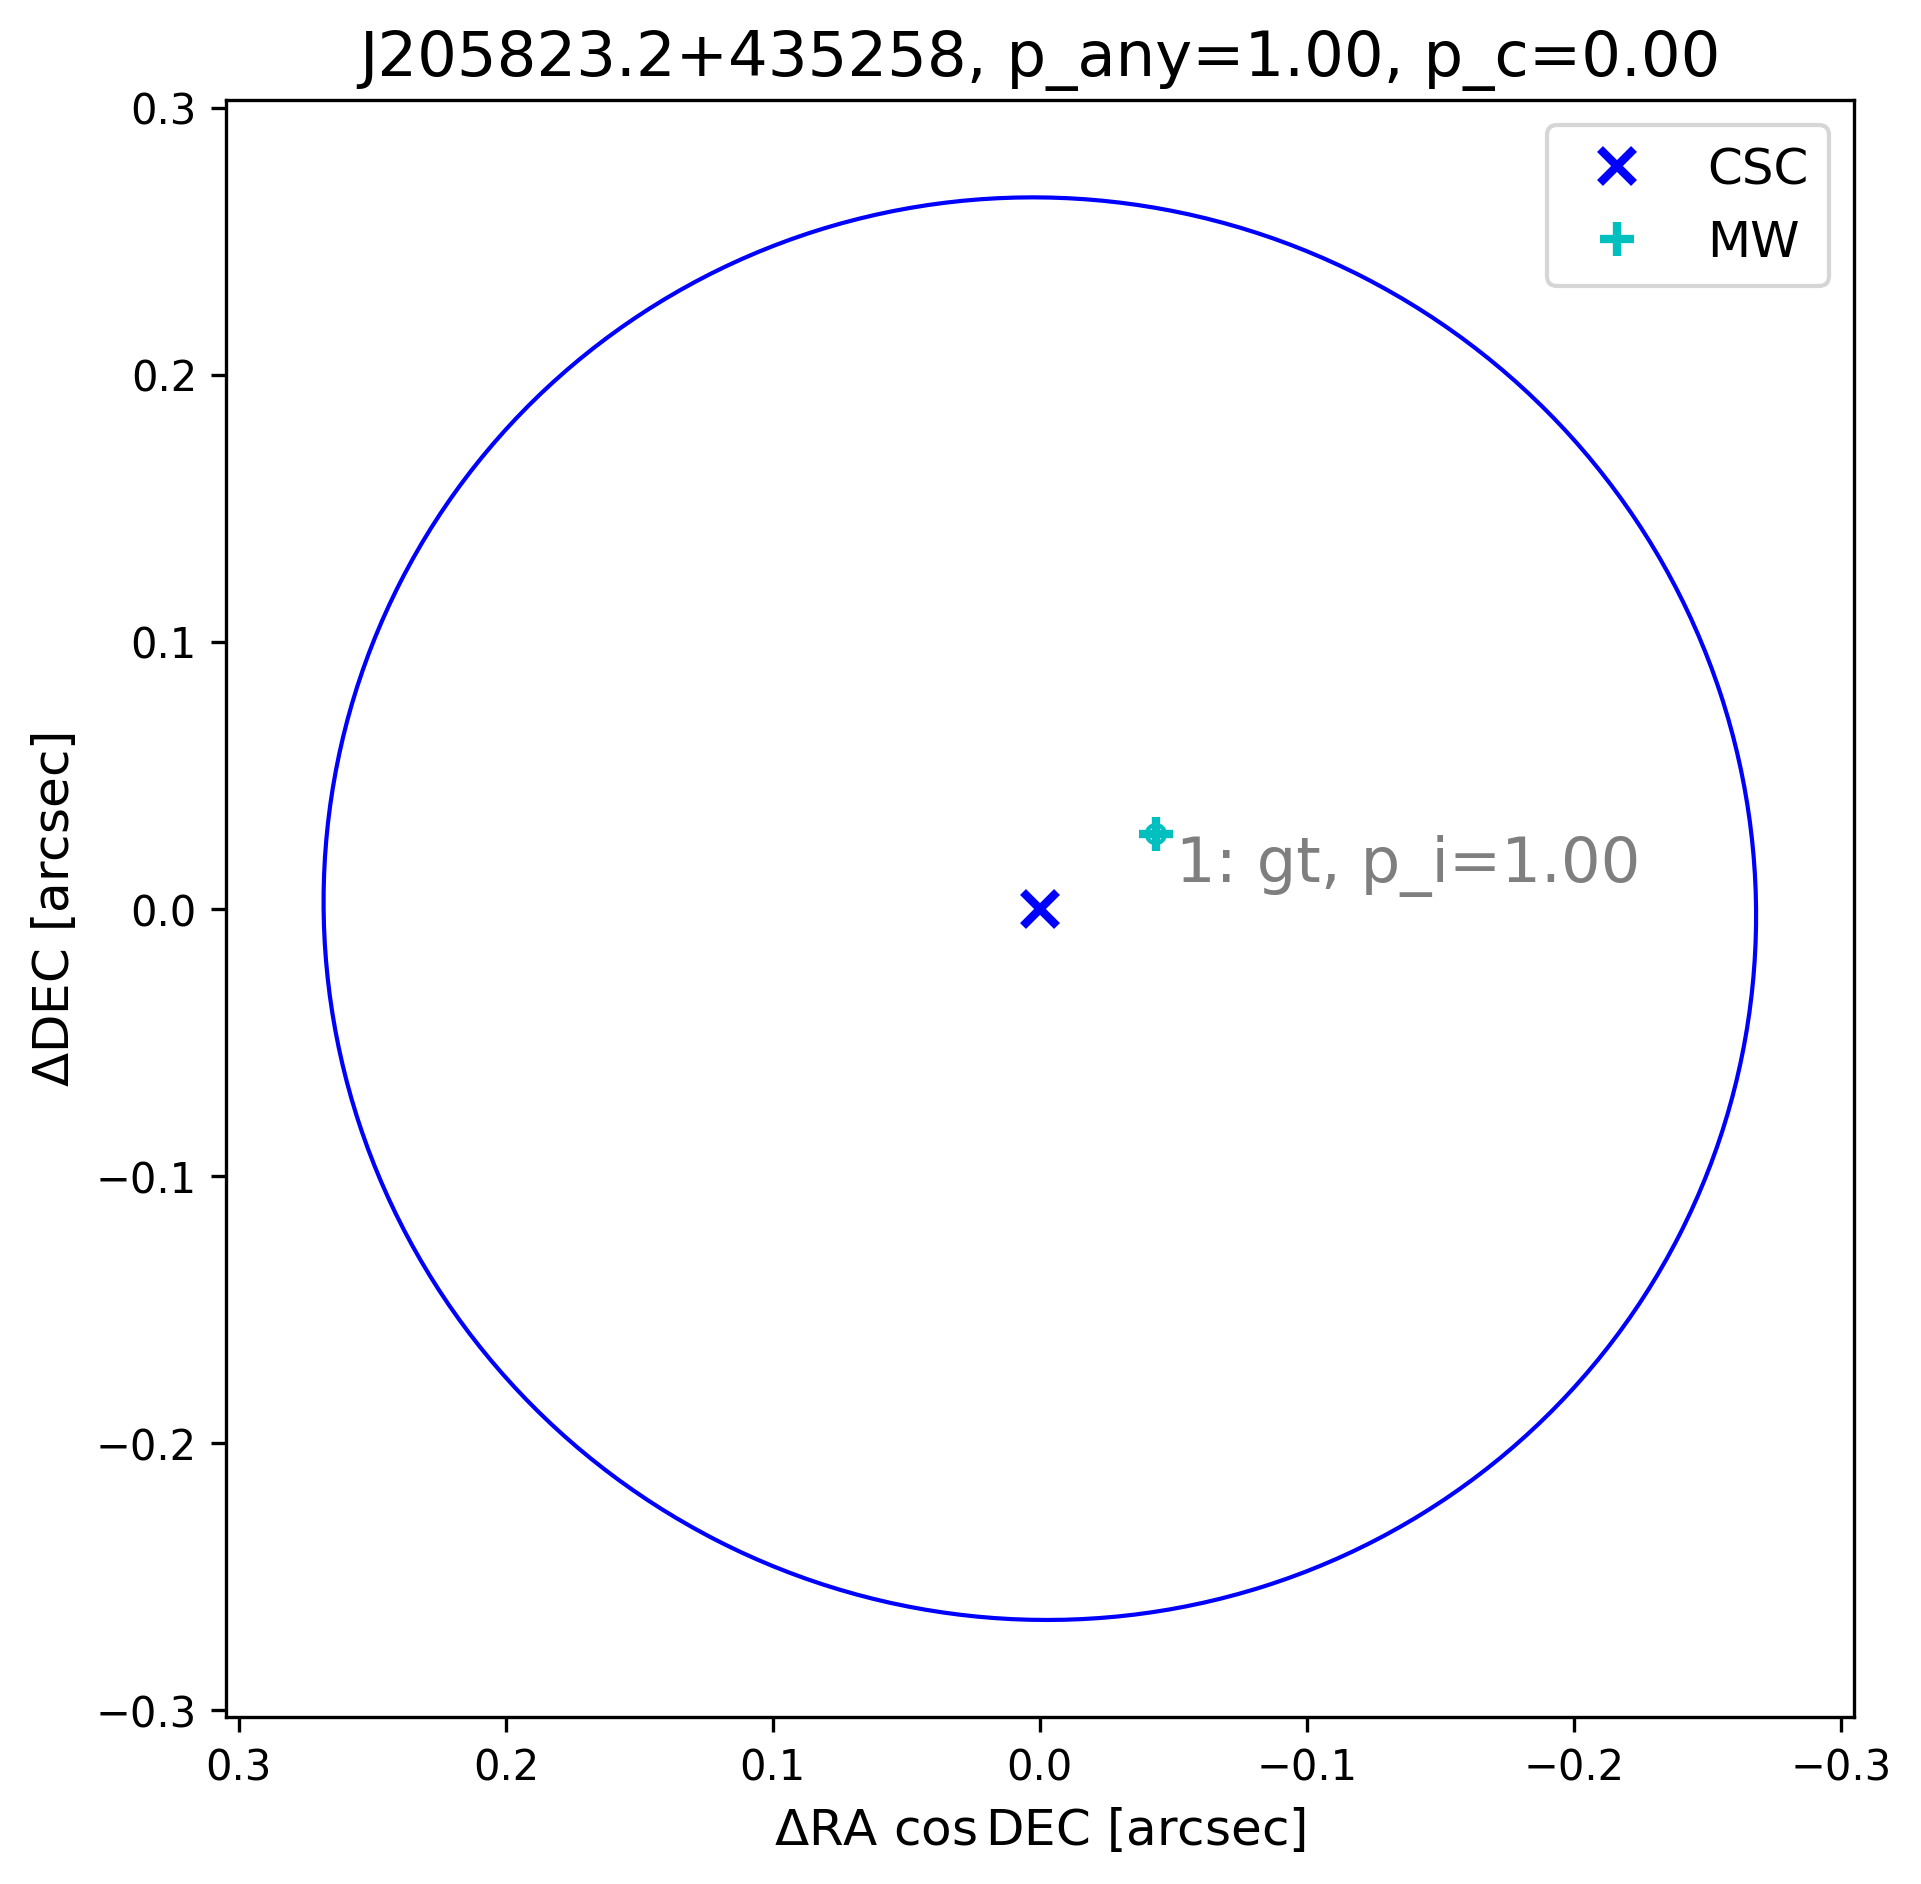 J205823.2+435258, p_any=1.00, p_c=0.00
CSC
MW
0.3
0.2
0.1
0.0
−0.1
−0.2
−0.3
ΔDEC [arcsec]
1: gt, p_i=1.00
0.3
0.2
0.1
0.0
−0.1
−0.2
−0.3
ΔRA cos DEC [arcsec]